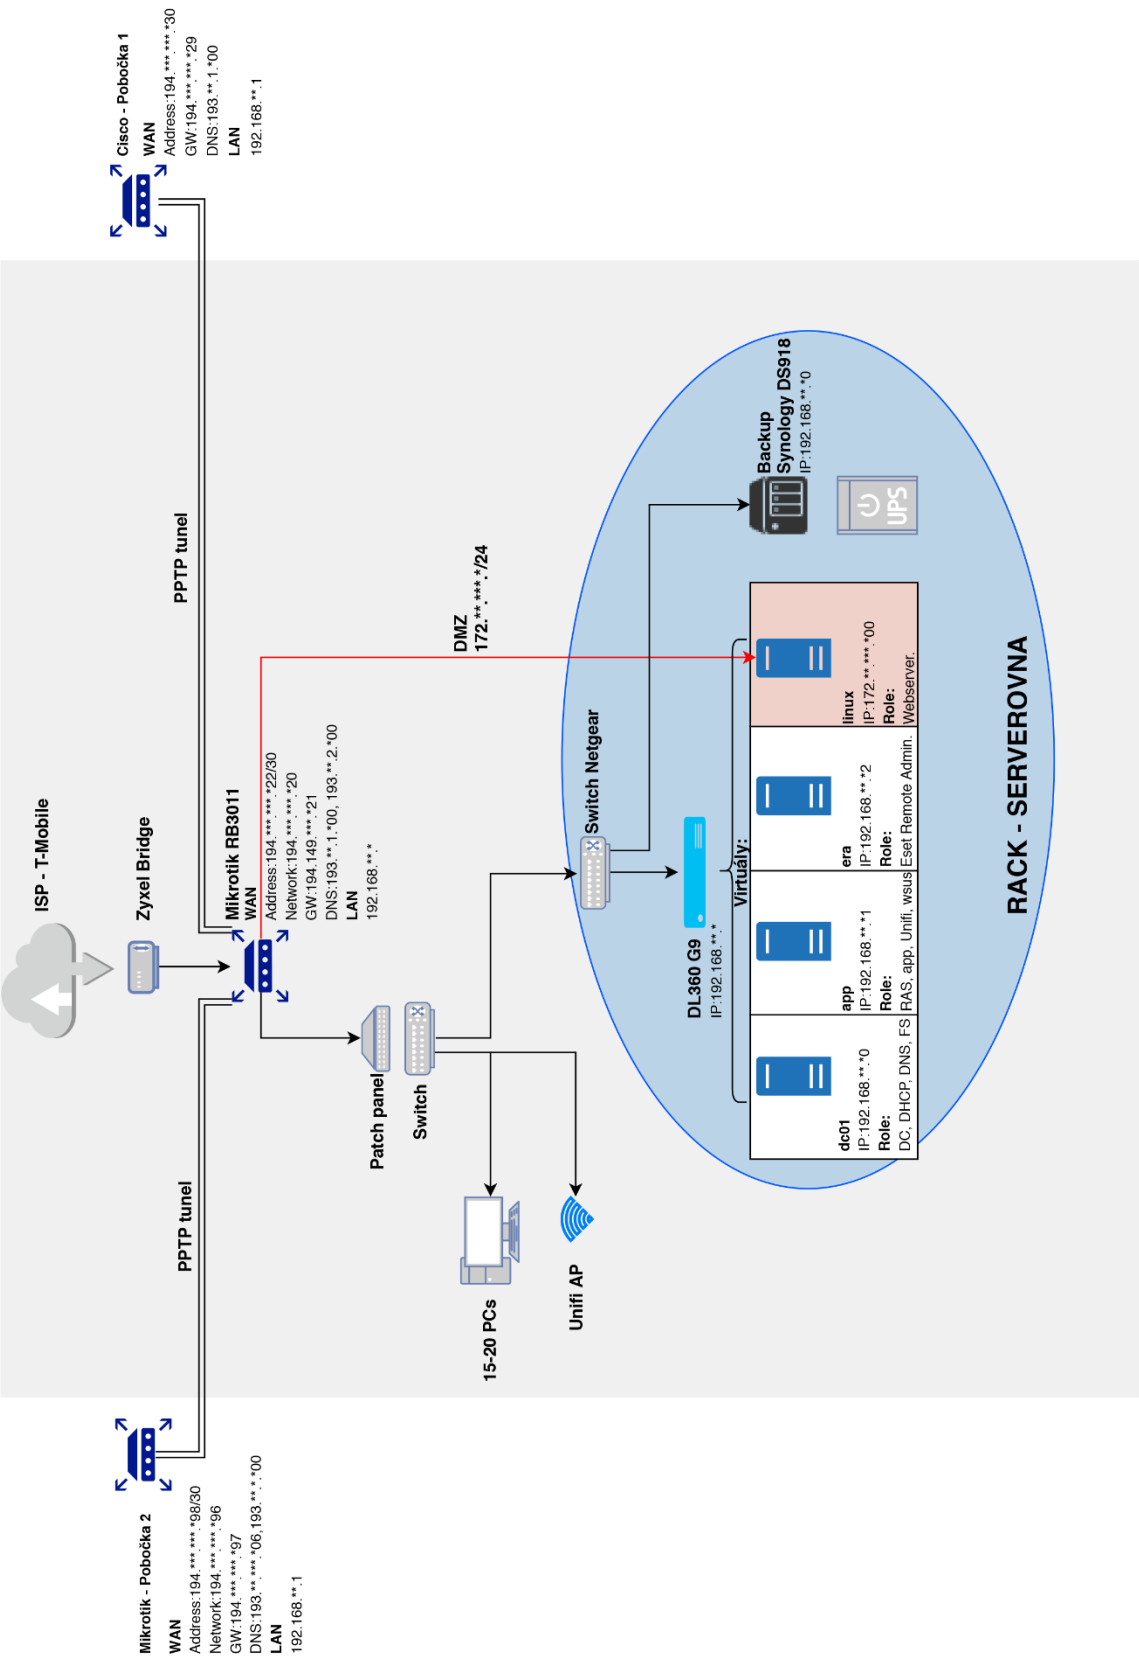 Mikrotik - Pobočka 2
WAN
Address:194.***.***.*98/30
Network:194.***.***.*96
GW:194.***.***.*97
DNS:193.**.***.*06,193.**.*.*00
LAN
192.168.**.1
PPTP tunel
ISP - T-Mobile
Zyxel Bridge
Mikrotik RB3011
WAN
Address:194.***.***.*22/30
Network:194.***.***.*20
GW:194.149.***.*21
DNS:193.**.1.*00, 193.**.2.*00
LAN
192.168.**.*
PPTP tunel
Cisco - Pobočka 1
WAN
Address:194.***.***.*30
GW:194.***.***.*29
DNS:193.**.1.*00
LAN
192.168.**.1
Patch panel
Switch
15-20 PCs
Unifi AP
DMZ
172.**.***.*/24
Switch Netgear
DL360 G9
IP:192.168.**.*
Virtuály:
Backup
Synology DS918
IP:192.168.**.*0
UPS
dc01
IP:192.168.**.*0
Role:
DC, DHCP, DNS, FS
app
IP:192.168.**.*1
Role:
RAS, app, Unifi, wsus
era
IP:192.168.**.*2
Role:
Eset Remote Admin.
linux
IP:172.**.***.*00
Role:
Webserver.
RACK - SERVEROVNA